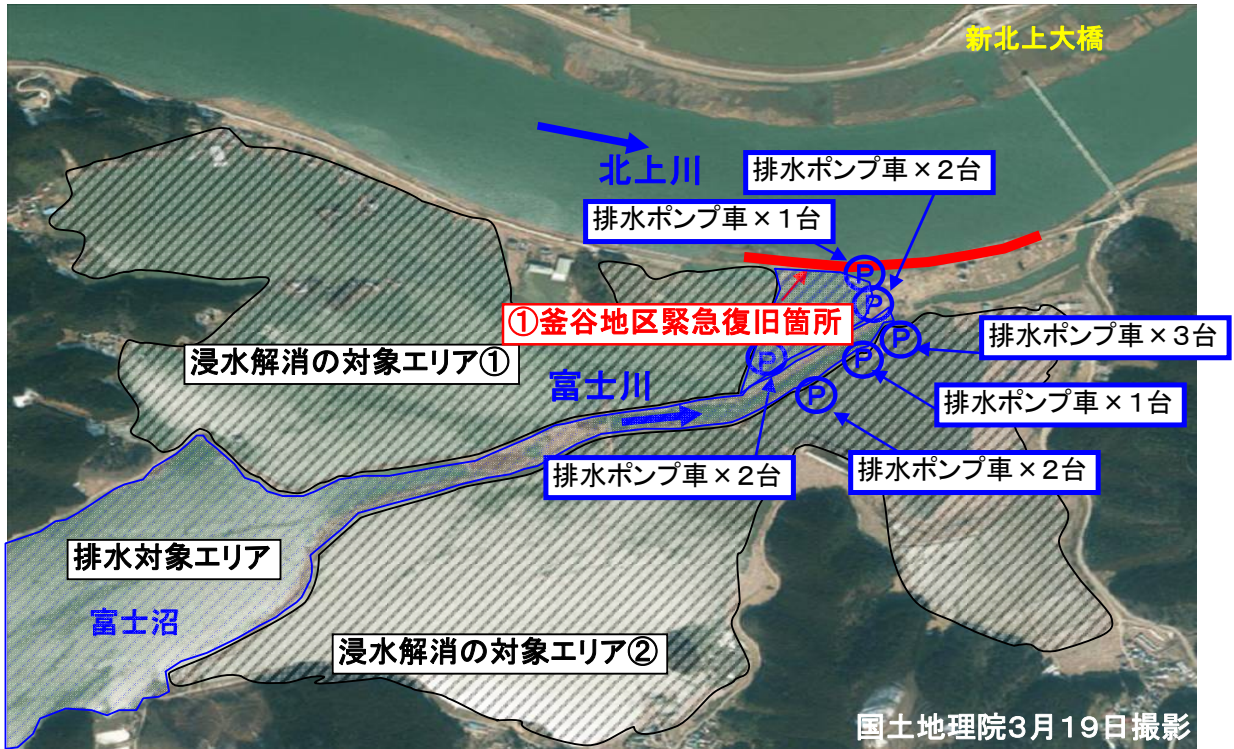 新北上大橋
北上川
排水ポンプ車×2台
排水ポンプ車×1台
P
P
①釜谷地区緊急復旧箇所
P
排水ポンプ車×3台
浸水解消の対象エリア①
P
P
富士川
P
排水ポンプ車×1台
排水ポンプ車×2台
排水ポンプ車×2台
排水対象エリア
富士沼
浸水解消の対象エリア②
国土地理院3月19日撮影